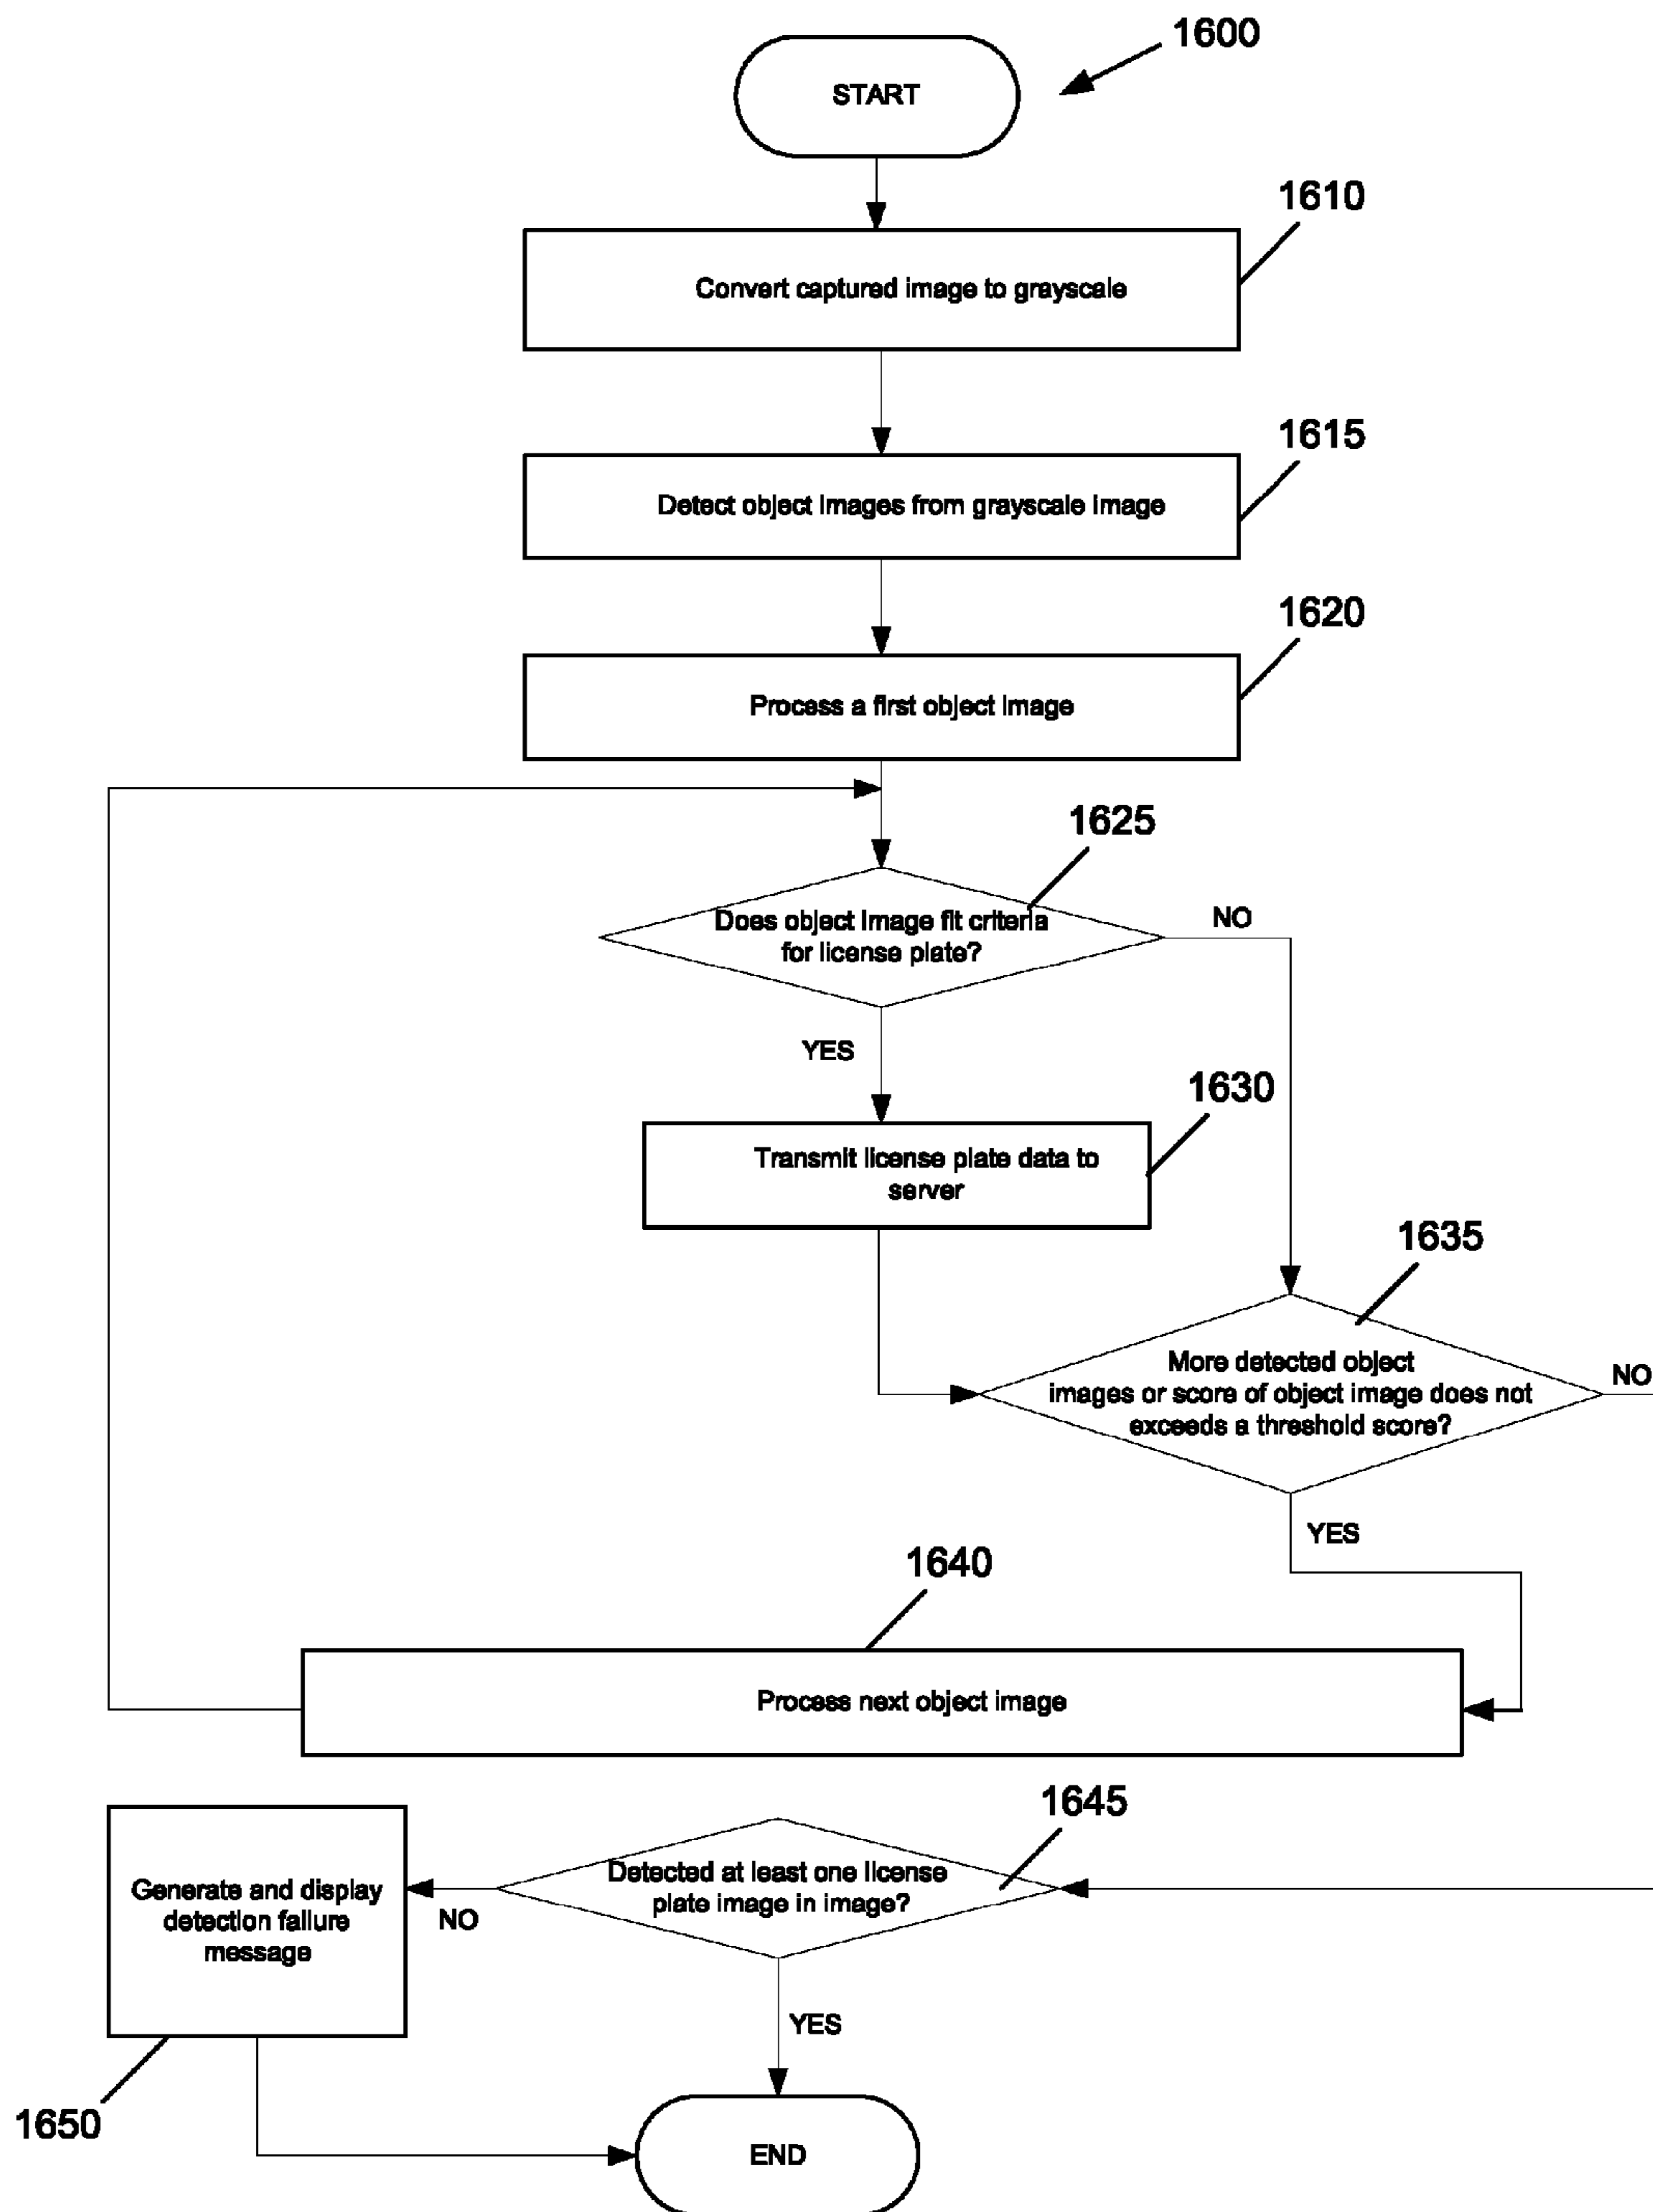 1600
START
1610
Convert captured image to grayscale
1615
Detect object images from grayscale image
1620
Process a first object image
1625
Does object image fit criteria
for license plate?
NO
YES
1630
Transmit license plate data to
server
1635
More detected object
images or score of object image does not
exceeds a threshold score?
NO
YES
1640
Process next object image
1645
Detected at least one license
plate image in image?
Generate and display
detection failure
message
NO
YES
1650
END